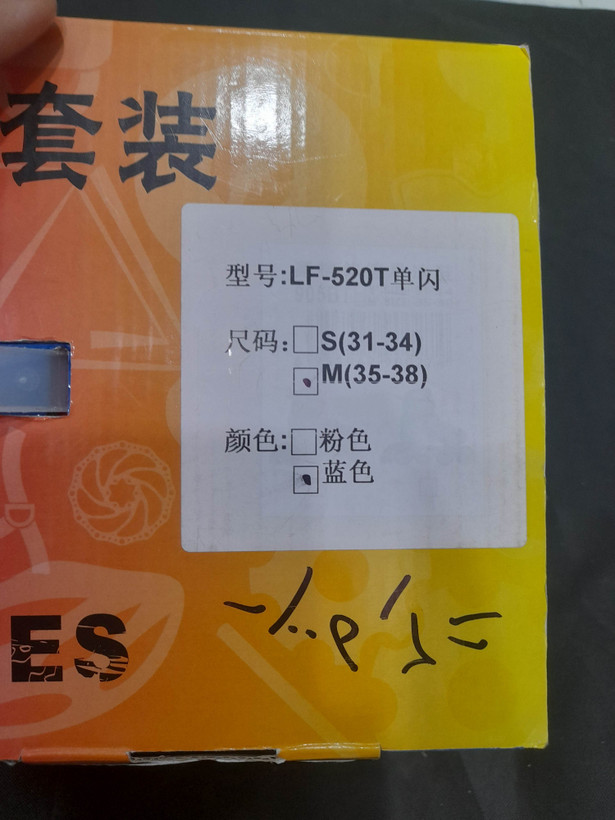 套装
型号:LF-520T单闪
尺码:□S(31-34)
□M(35-38)
颜色:□粉色
□蓝色
ES